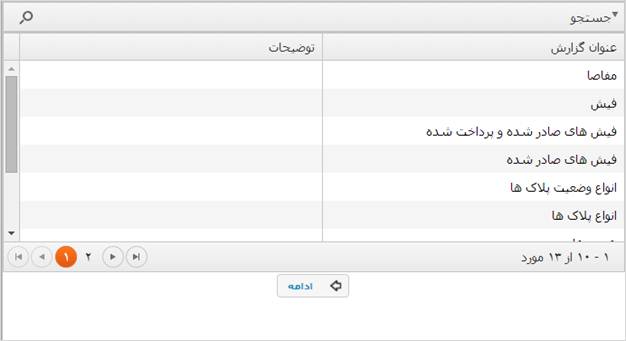 جستجو
عنوان گزارش توضیحات
مفاصا
فیش
فیش های صادر شده و پرداخت شده
فیش های صادر شده
انواع وضعیت پلاک ها
انواع پلاک ها
۱ - ۱۰ از ۱۳ مورد ۲ ۱
ادامه